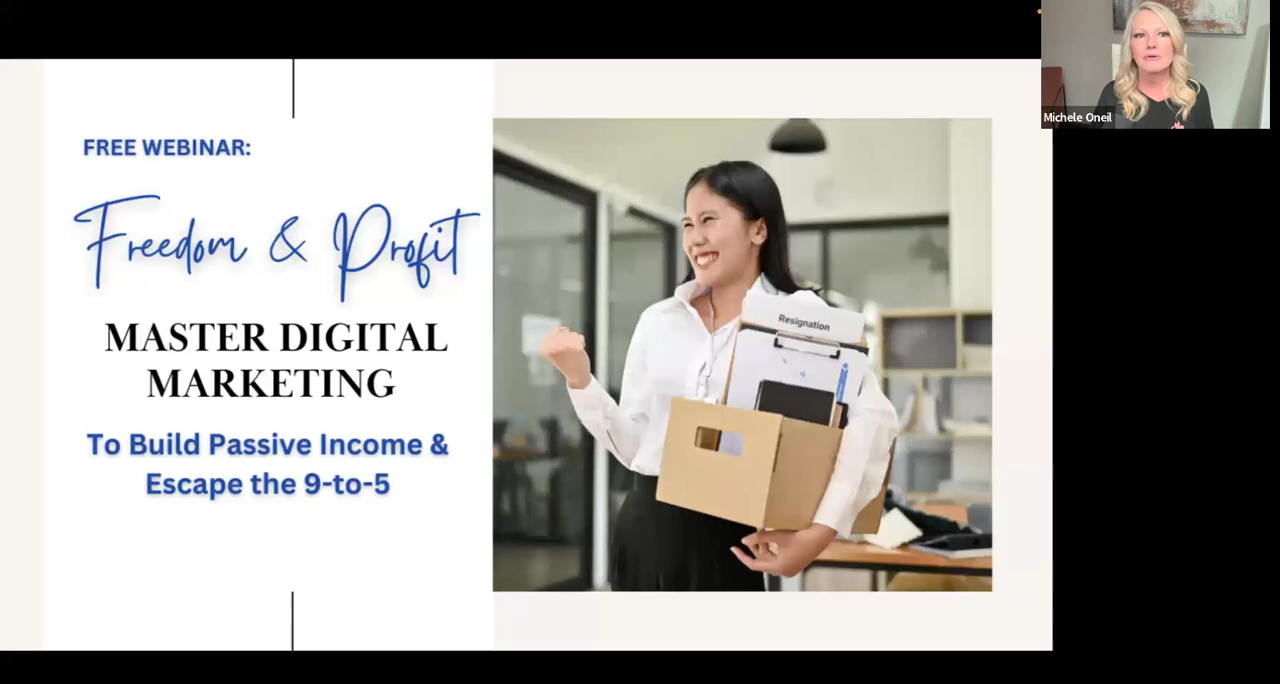 FREE WEBINAR:
Freedom & Profit
MASTER DIGITAL
MARKETING
To Build Passive Income &
Escape the 9-to-5
Resignation
Michele Oneil